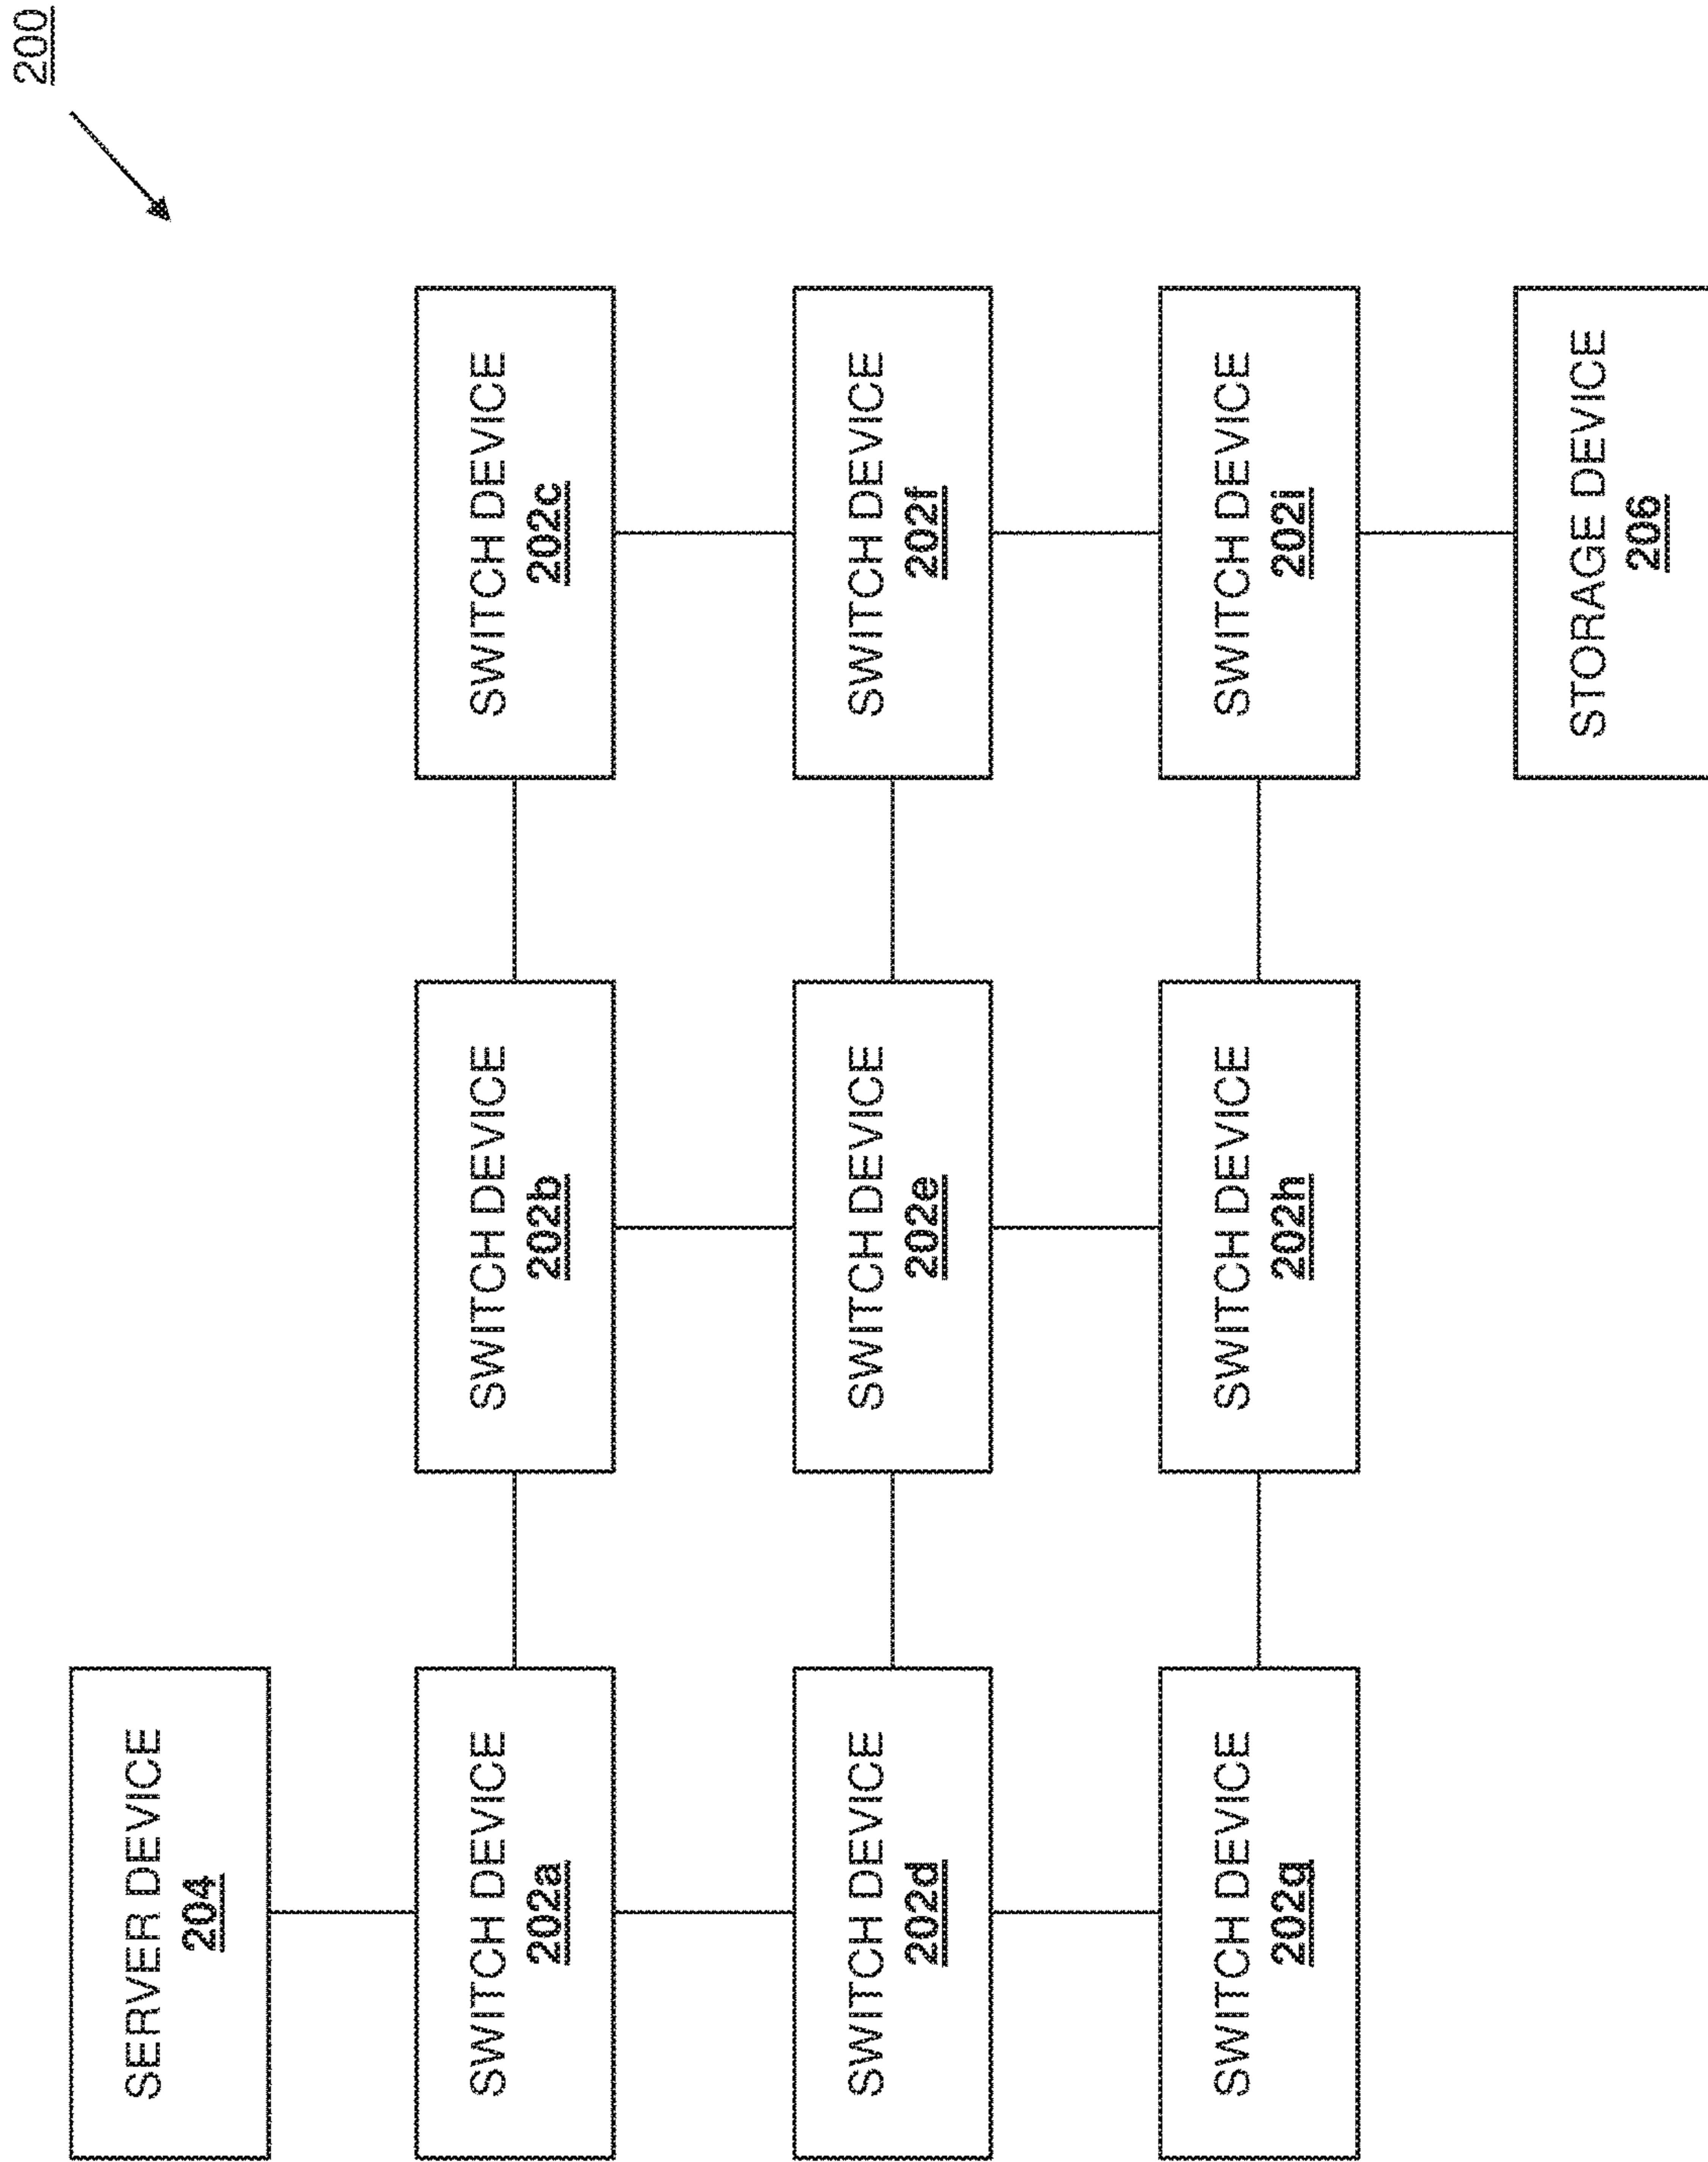 200
SERVER DEVICE
204
SWITCH DEVICE
202a
SWITCH DEVICE
202b
SWITCH DEVICE
202c
SWITCH DEVICE
202d
SWITCH DEVICE
202e
SWITCH DEVICE
202f
SWITCH DEVICE
202g
SWITCH DEVICE
202h
SWITCH DEVICE
202i
STORAGE DEVICE
206